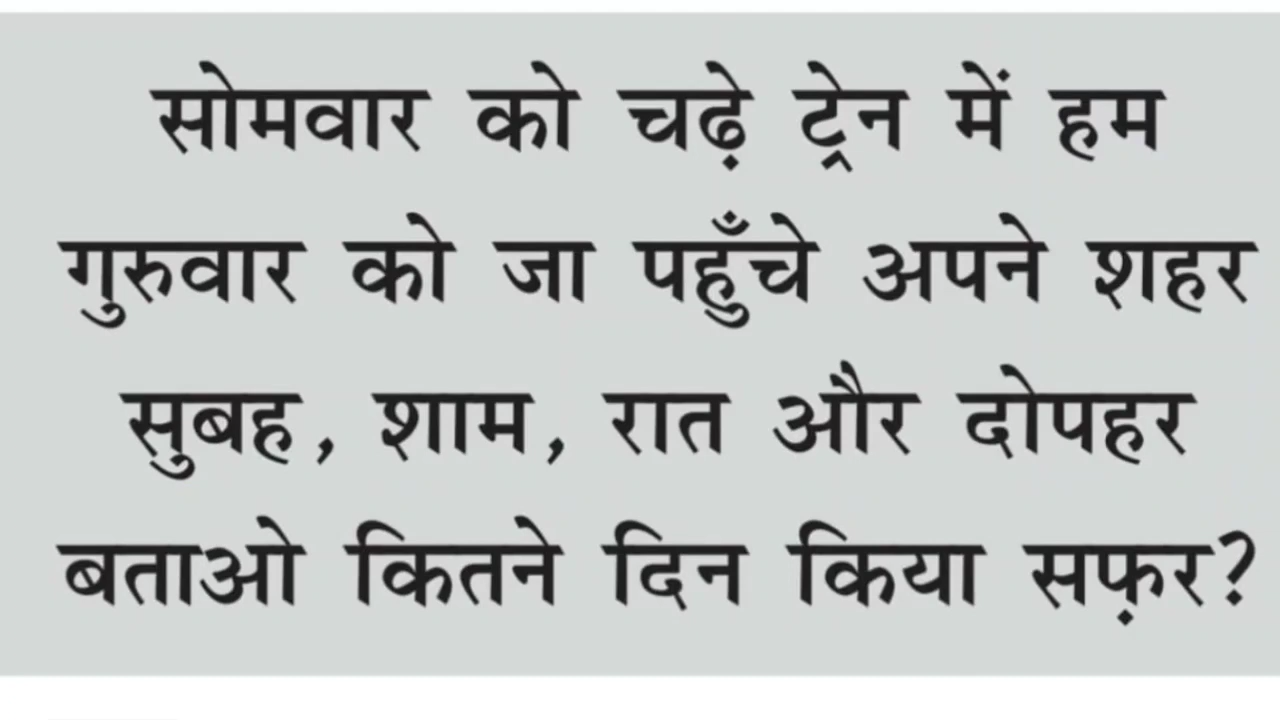 सोमवार को चढ़े ट्रेन में हम
गुरुवार को जा पहुँचे अपने शहर
सुबह, शाम, रात और दोपहर
बताओ कितने दिन किया सफ़र?